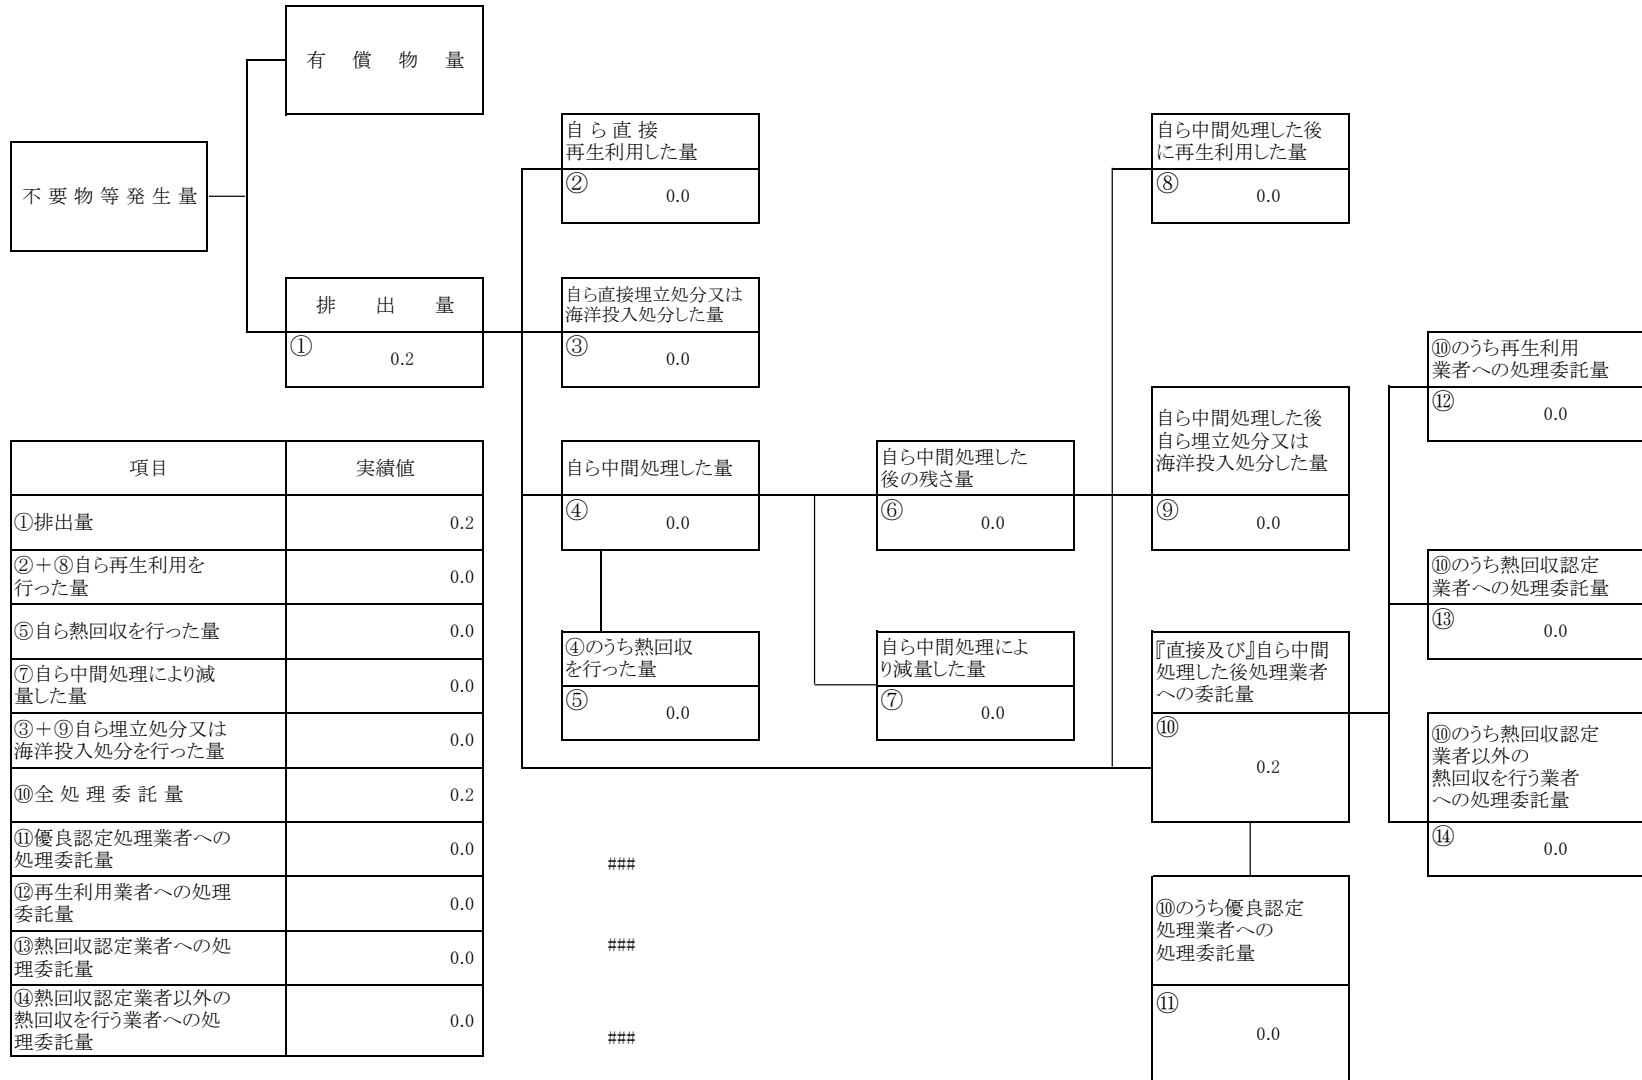 有償物量
不要物等発生量
排出量
①
0.2
自ら直接
再生利用した量
②
0.0
自ら直接埋立処分又は
海洋投入処分した量
③
0.0
自ら中間処理した量
④
0.0
④のうち熱回収
を行った量
⑤
0.0
自ら中間処理した
後の残さ量
⑥
0.0
自ら中間処理によ
り減量した量
⑦
0.0
自ら中間処理した後
に再生利用した量
⑧
0.0
自ら中間処理した後
自ら埋立処分又は
海洋投入処分した量
⑨
0.0
『直接及び』自ら中間
処理した後処理業者
への委託量
⑩
0.2
⑩のうち優良認定
処理業者への
処理委託量
⑪
0.0
⑩のうち再生利用
業者への処理委託量
⑫
0.0
⑩のうち熱回収認定
業者への処理委託量
⑬
0.0
⑩のうち熱回収認定
業者以外の
熱回収を行う業者
への処理委託量
⑭
0.0
項目 実績値
①排出量 0.2
②＋⑧自ら再生利用を
行った量 0.0
⑤自ら熱回収を行った量 0.0
⑦自ら中間処理により減
量した量 0.0
③＋⑨自ら埋立処分又は
海洋投入処分を行った量 0.0
⑩全処理委託量 0.2
⑪優良認定処理業者への
処理委託量 0.0
⑫再生利用業者への処理
委託量 0.0
⑬熱回収認定業者への処
理委託量 0.0
⑭熱回収認定業者以外の
熱回収を行う業者への処
理委託量 0.0
###
###
###